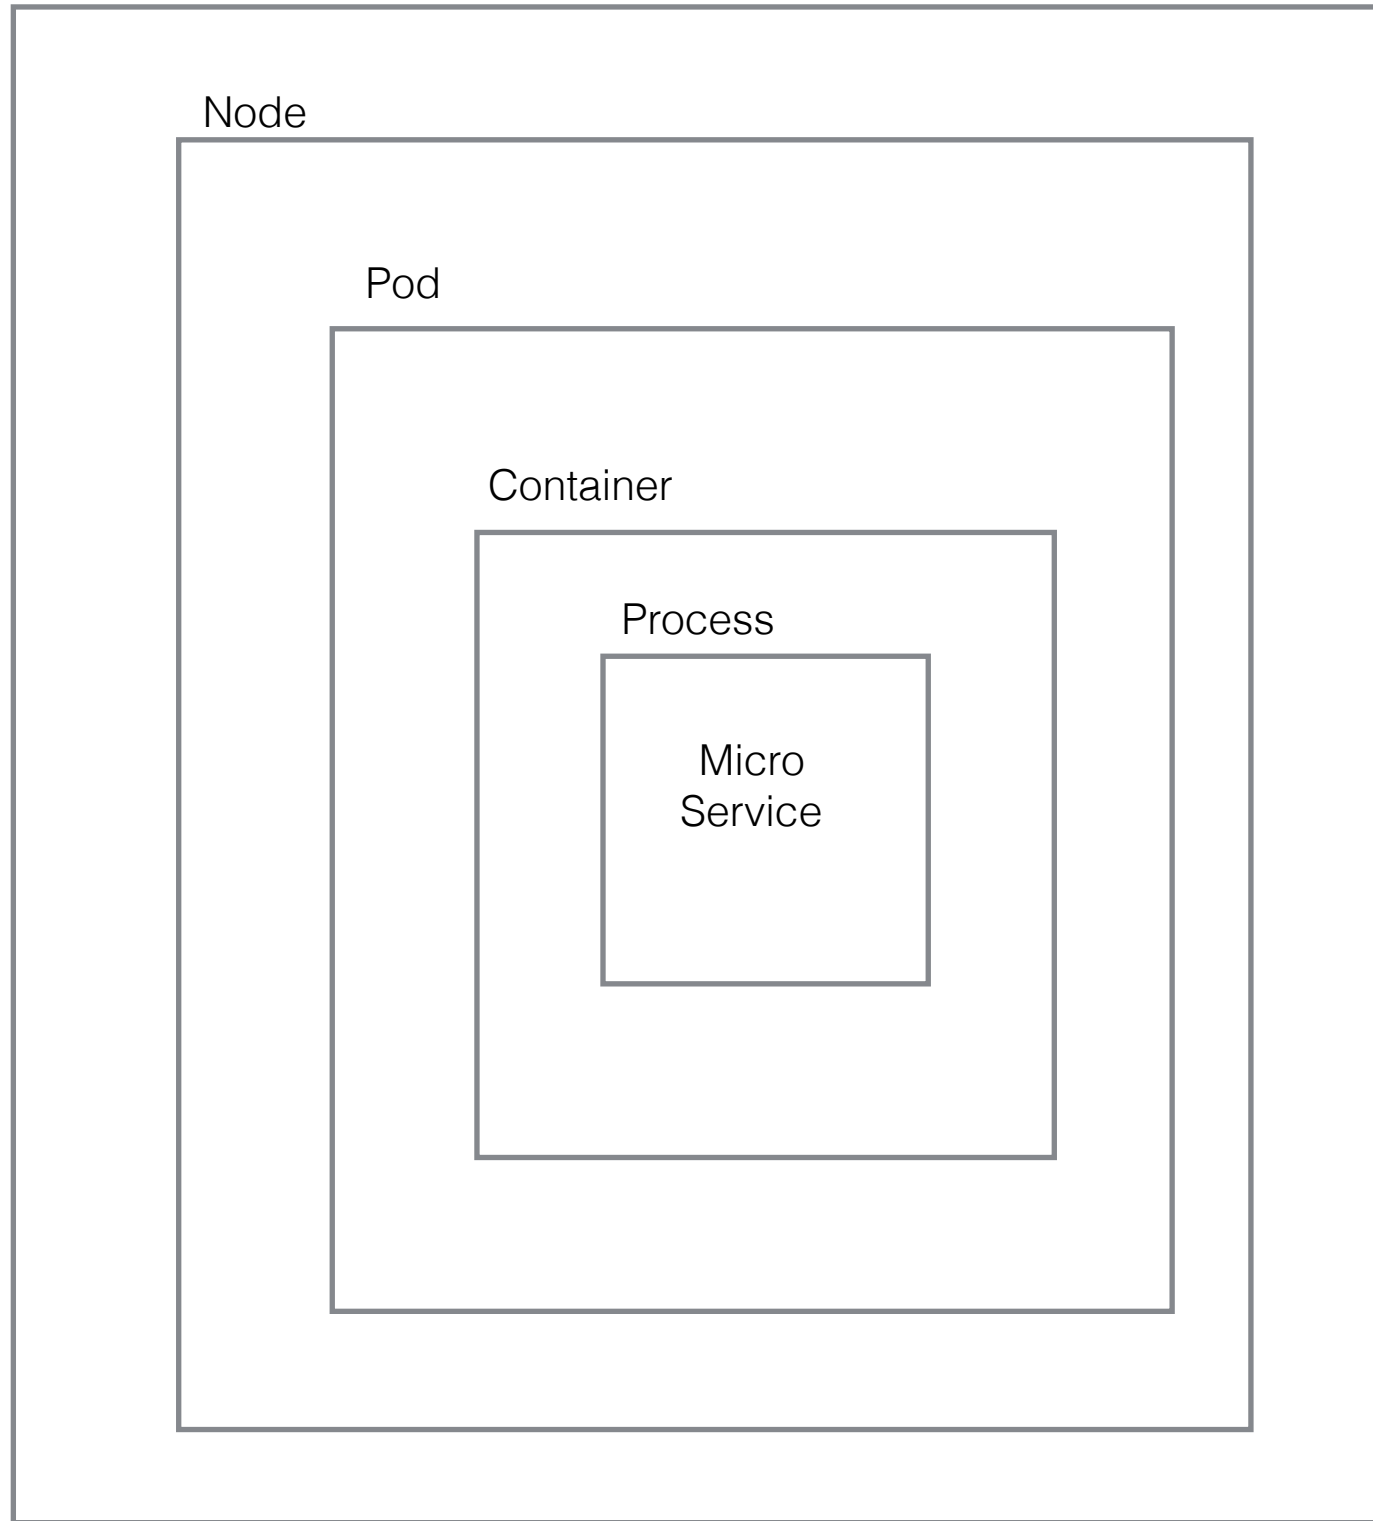 Node
Pod
Container
Process
Micro
Service